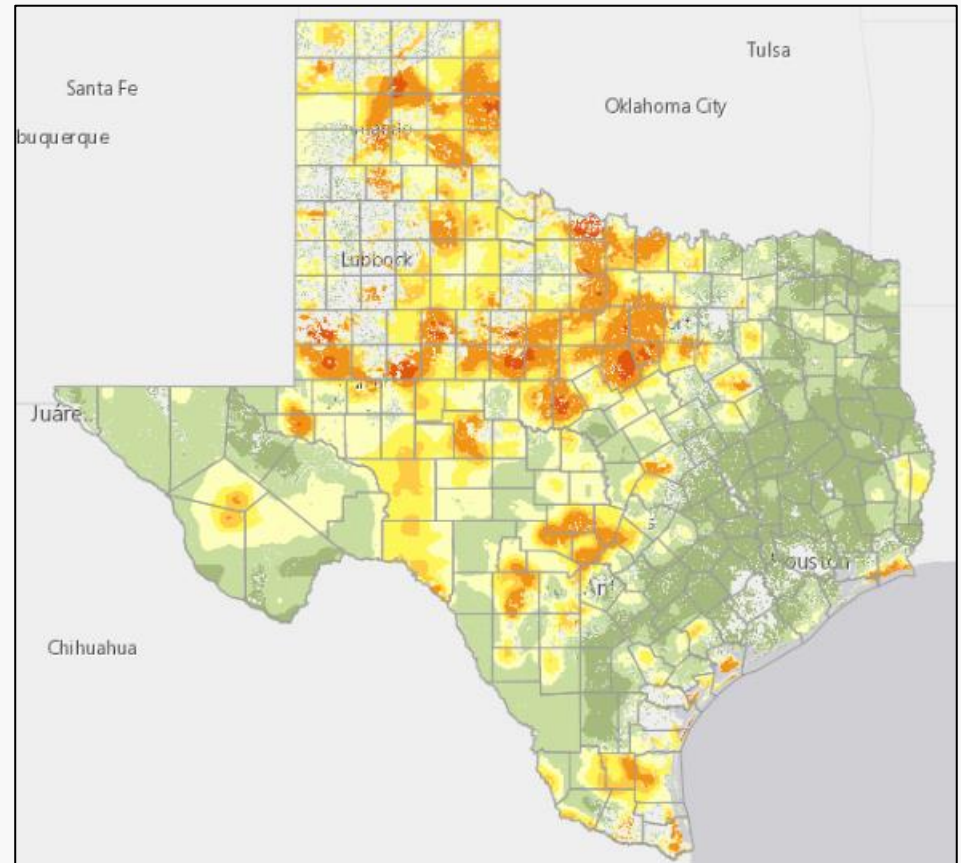 Tulsa
Santa Fe
Oklahoma City
buquerque
Lubbock
Juáre
Houston
Chihuahua